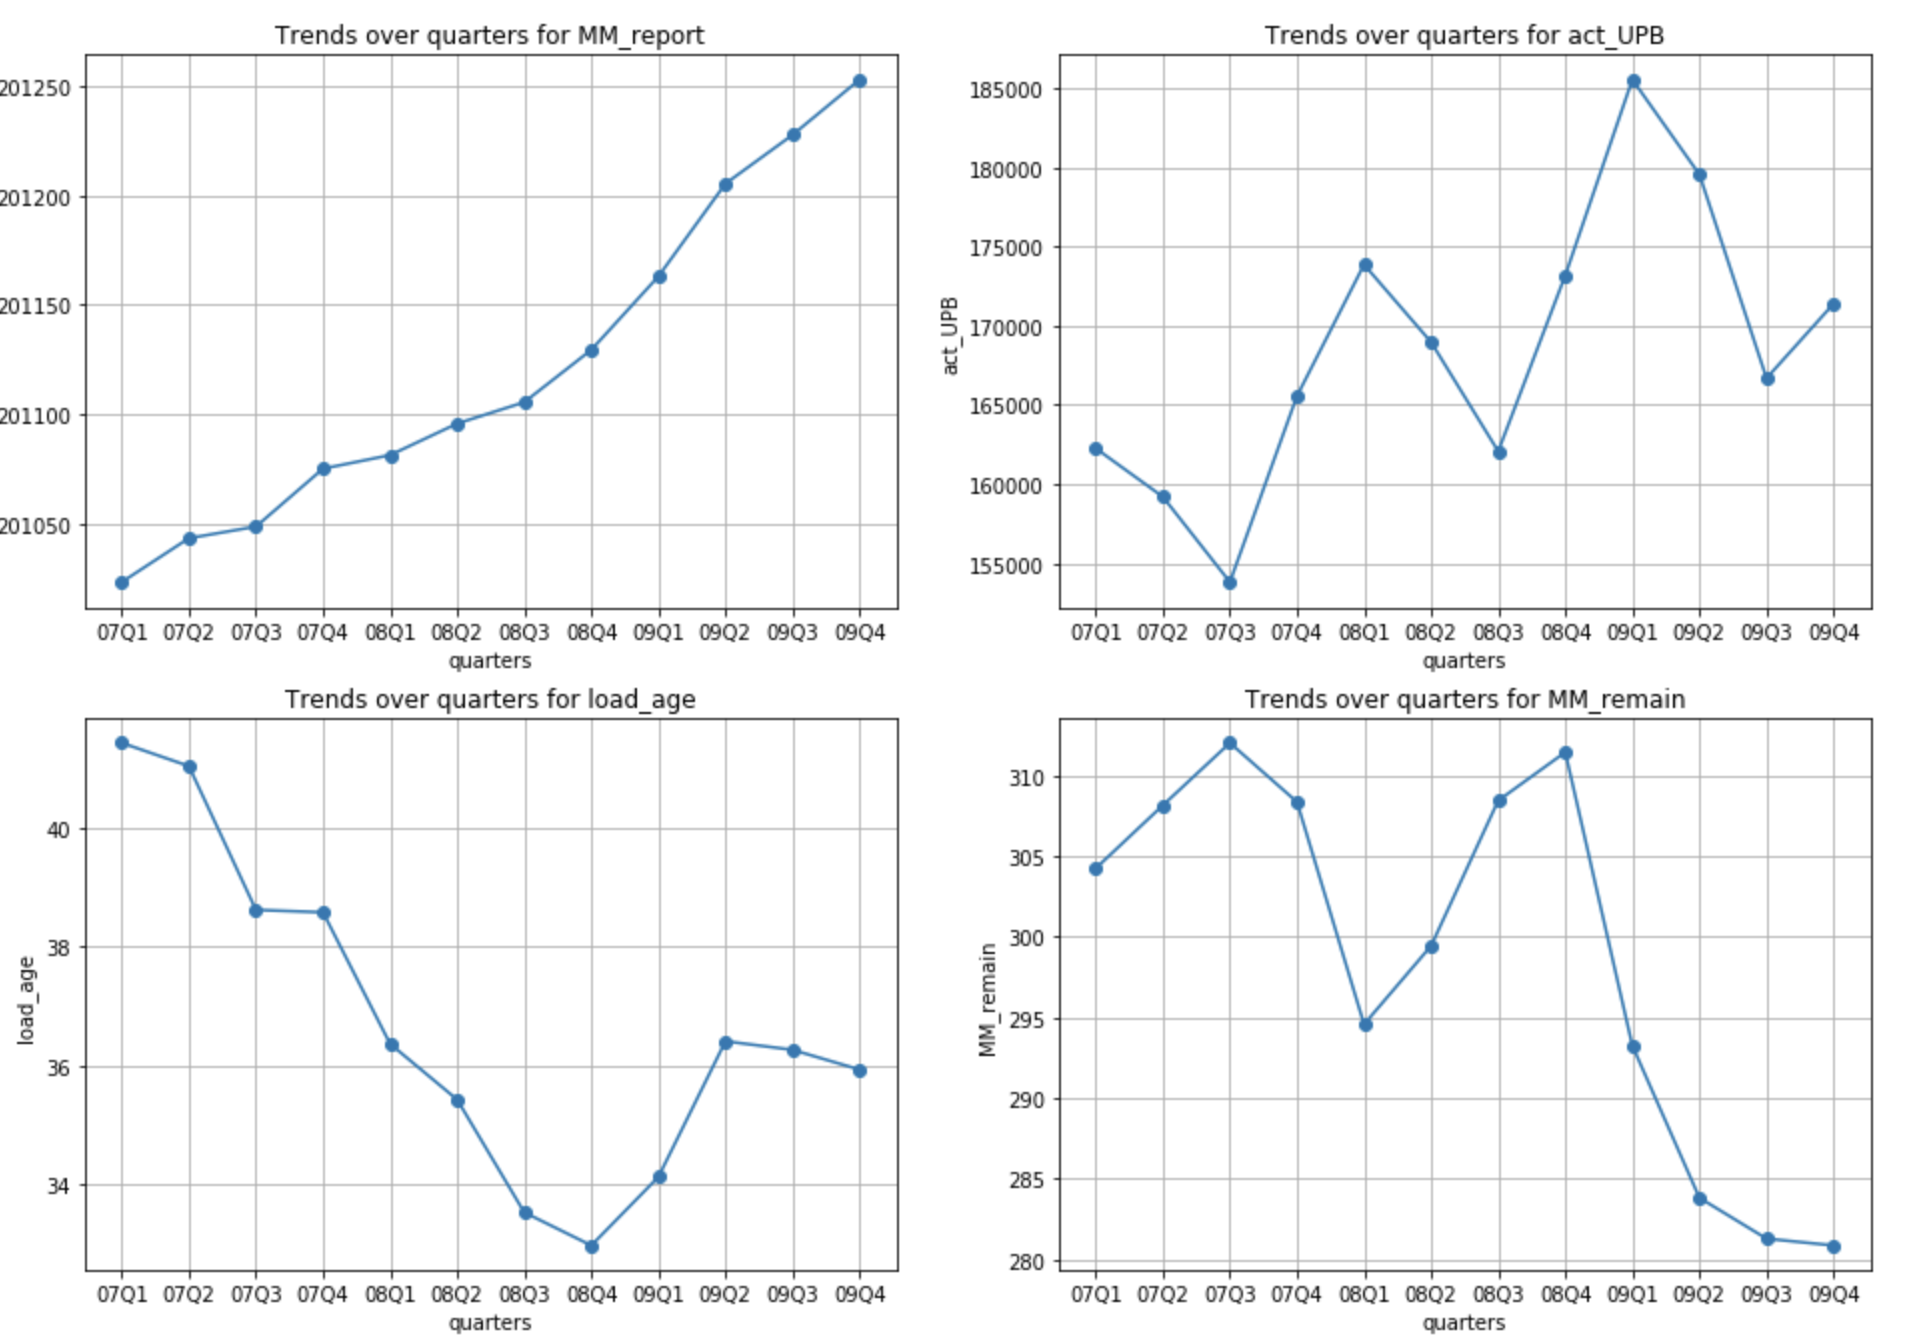 Trends over quarters for MM_report
201250
201200
201150
201100
201050
07Q1 07Q2 07Q3 07Q4 08Q1 08Q2 08Q3 08Q4 09Q1 09Q2 09Q3 09Q4
quarters
Trends over quarters for act_UPB
act_UPB
185000
180000
175000
170000
165000
160000
155000
07Q1 07Q2 07Q3 07Q4 08Q1 08Q2 08Q3 08Q4 09Q1 09Q2 09Q3 09Q4
quarters
Trends over quarters for load_age
load_age
40
38
36
34
07Q1 07Q2 07Q3 07Q4 08Q1 08Q2 08Q3 08Q4 09Q1 09Q2 09Q3 09Q4
quarters
Trends over quarters for MM_remain
MM_remain
310
305
300
295
290
285
280
07Q1 07Q2 07Q3 07Q4 08Q1 08Q2 08Q3 08Q4 09Q1 09Q2 09Q3 09Q4
quarters